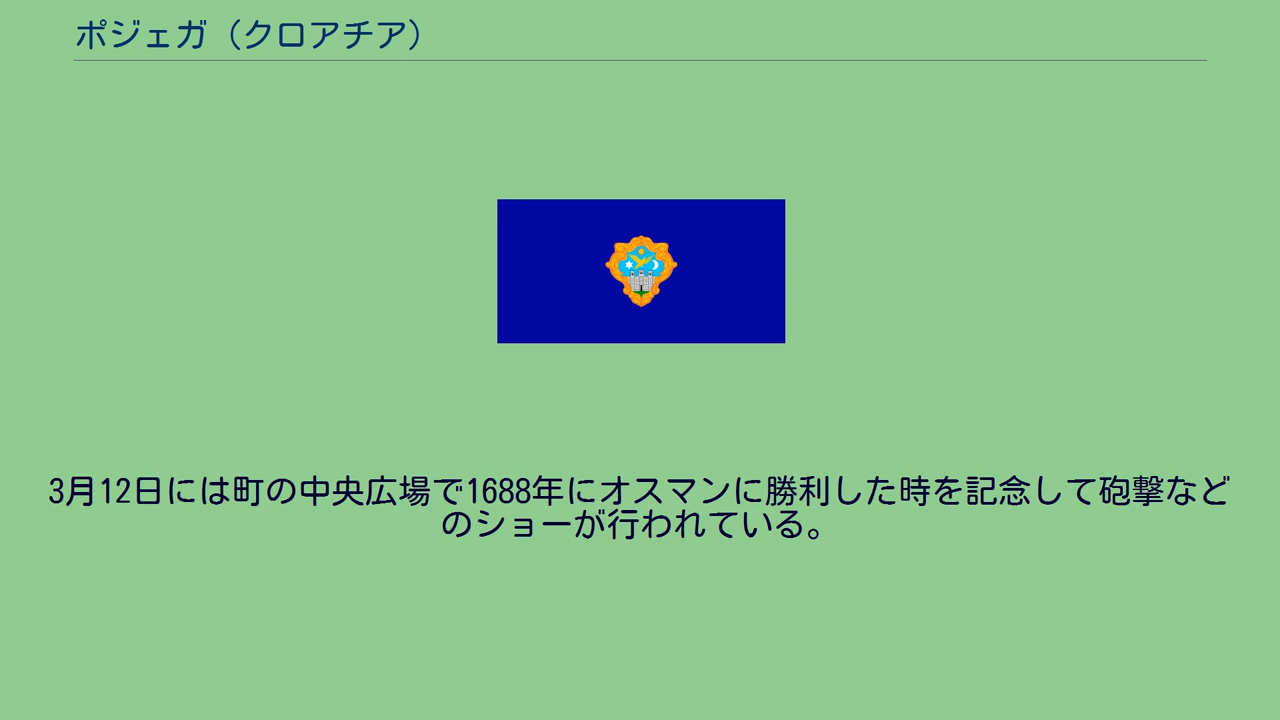 ポジェガ（クロアチア）
3月12日には町の中央広場で1688年にオスマンに勝利した時を記念して砲撃など
のショーが行われている。